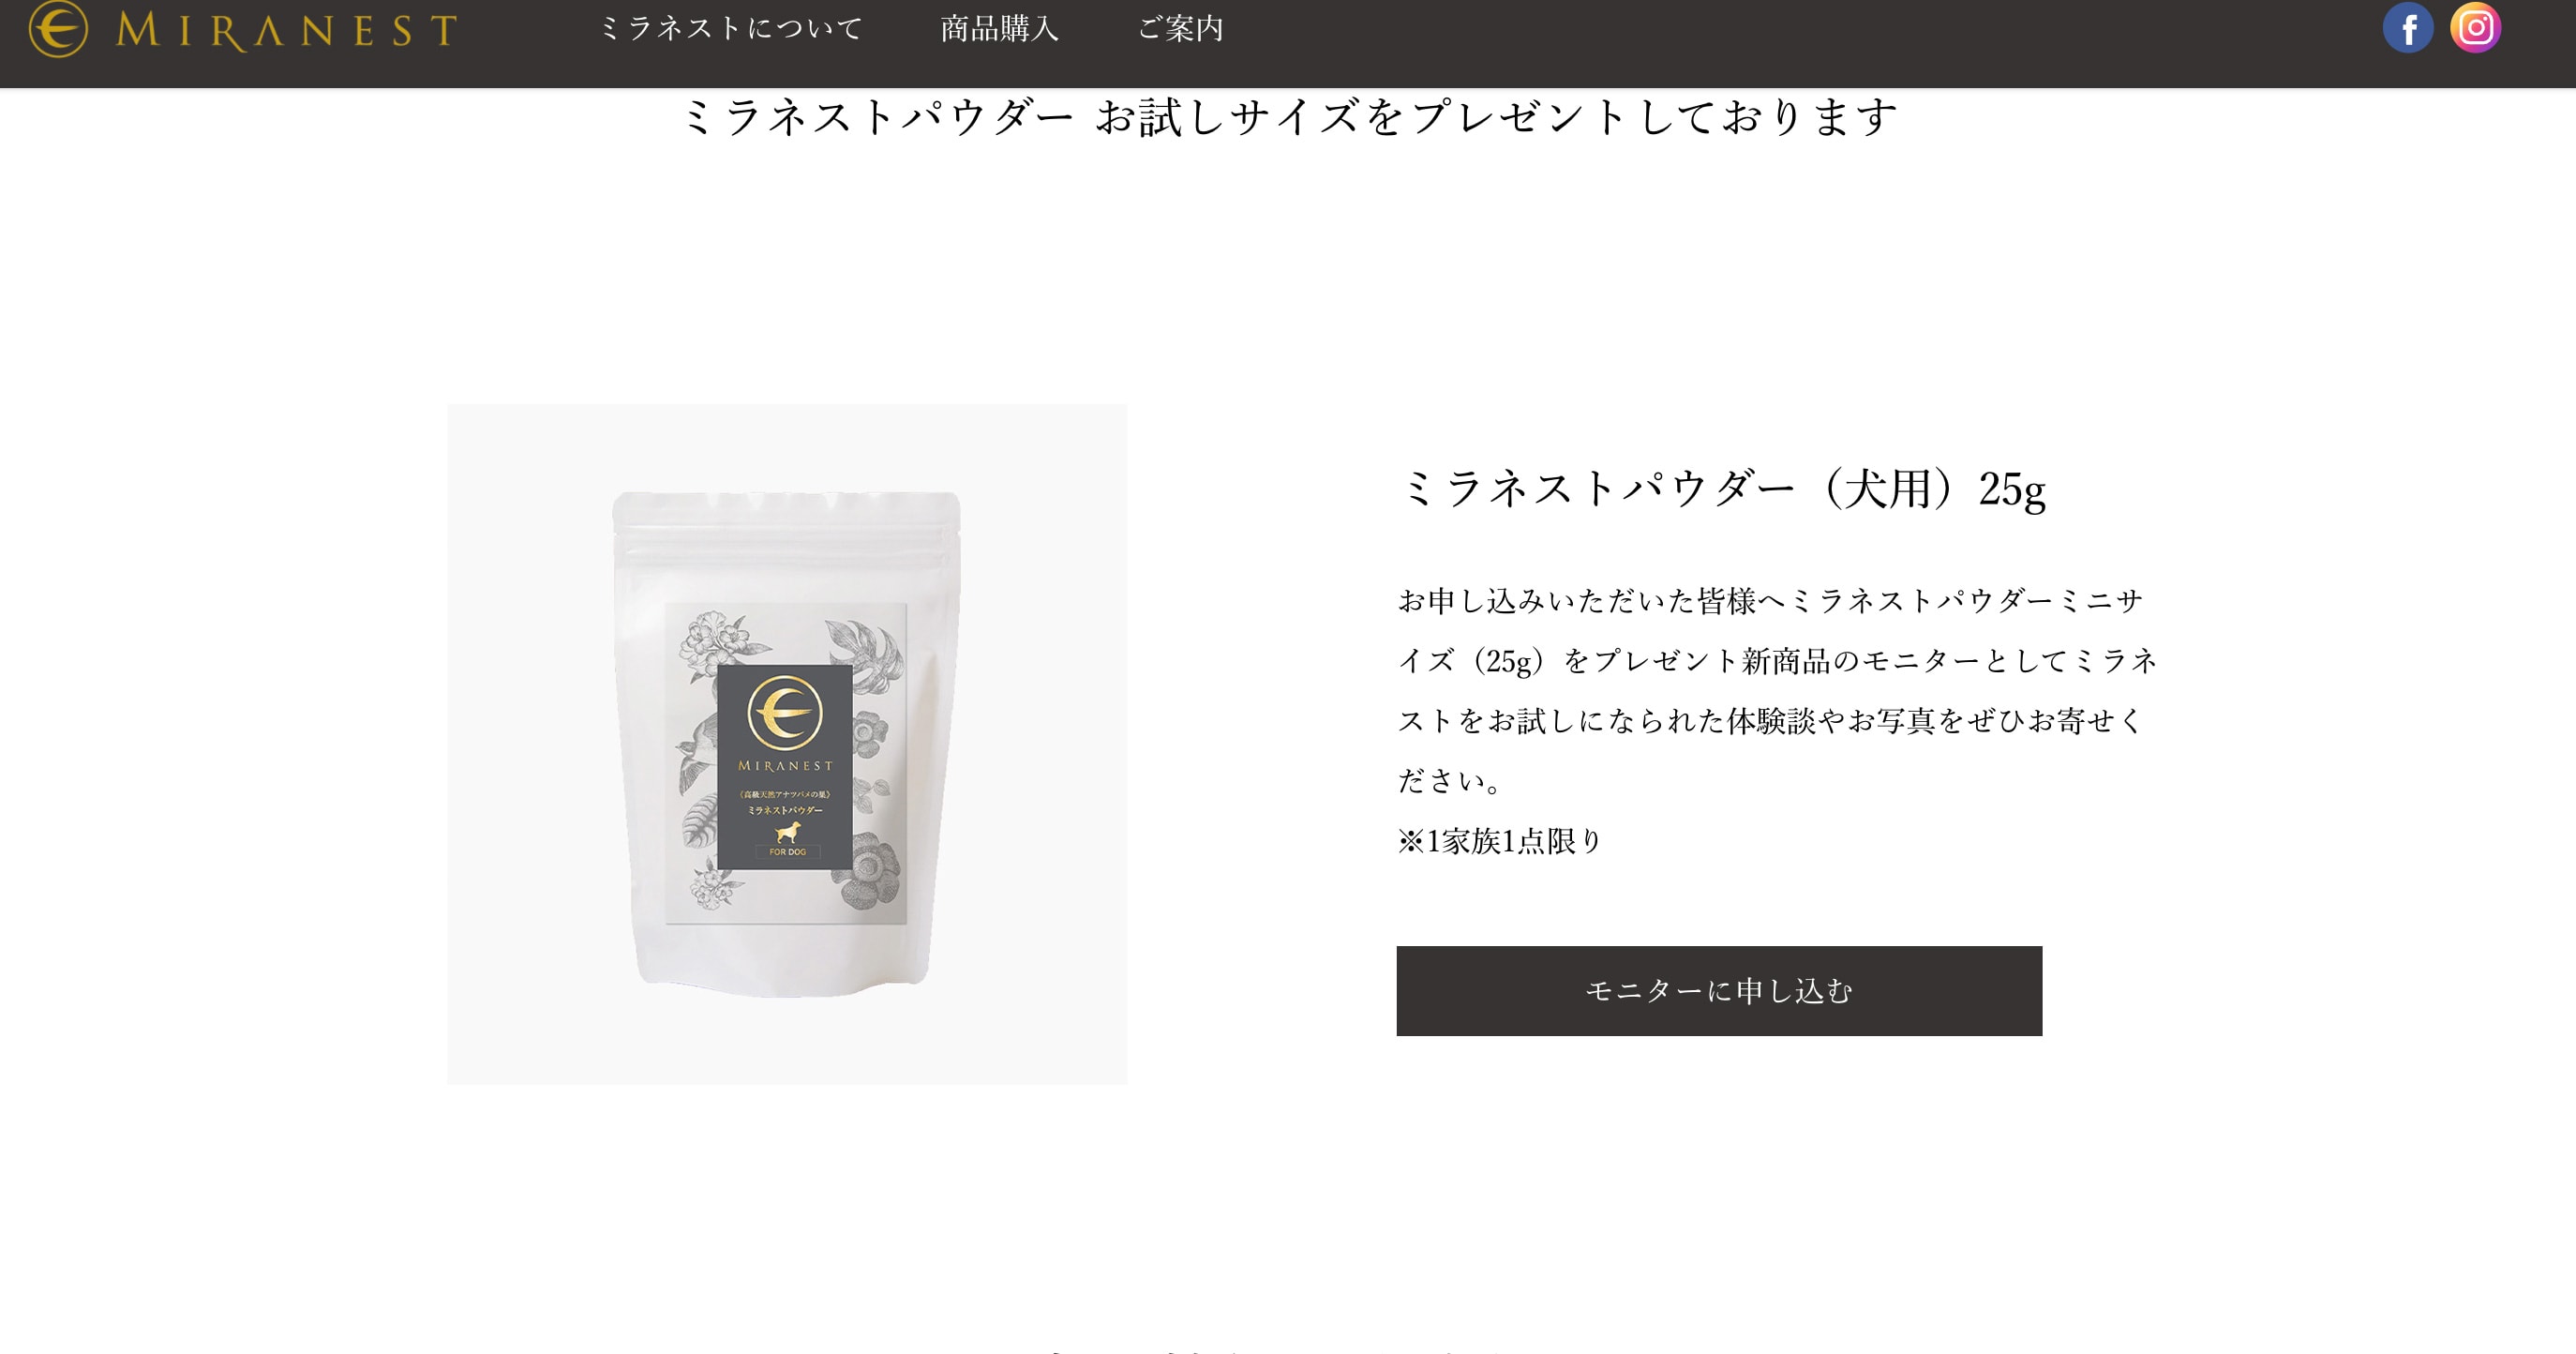 MIRANEST
ミラネストについて
商品購入
ご案内
ミラネストパウダー お試しサイズをプレゼントしております
MIRANEST
《高級天然アナツバメの巣》
ミラネストパウダー
FOR DOG
ミラネストパウダー（犬用）25g
お申し込みいただいた皆様へミラネストパウダーミニサ
イズ（25g）をプレゼント新商品のモニターとしてミラネ
ストをお試しになられた体験談やお写真をぜひお寄せく
ださい。
※1家族1点限り
モニターに申し込む